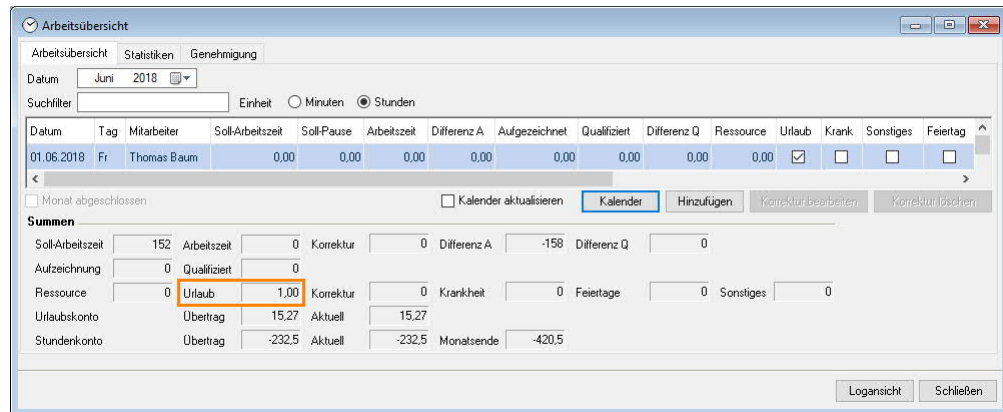 Arbeitsübersicht
Arbeitsübersicht Statistiken Genehmigung
Datum Juni 2018
Suchfilter Einheit Minuten Stunden
Datum Tag Mitarbeiter Soll-Arbeitszeit Soll-Pause Arbeitszeit Differenz A Aufgezeichnet Qualifiziert Differenz Q Ressource Urlaub Krank Sonstiges Feiertag
01.06.2018 Fr Thomas Baum 0,00 0,00 0,00 0,00 0,00 0,00 0,00 0,00
Monat abgeschlossen Kalender aktualisieren Kalender Hinzufügen Korrektur bearbeiten Korrektur löschen
Summen
Soll-Arbeitszeit 152 Arbeitszeit 0 Korrektur 0 Differenz A -158 Differenz Q 0
Aufzeichnung 0 Qualifiziert 0
Ressource 0 Urlaub 1,00 Korrektur 0 Krankheit 0 Feiertage 0 Sonstiges 0
Urlaubskonto Übertrag 15,27 Aktuell 15,27
Stundenkonto Übertrag -232,5 Aktuell -232,5 Monatsende -420,5
Logansicht Schließen